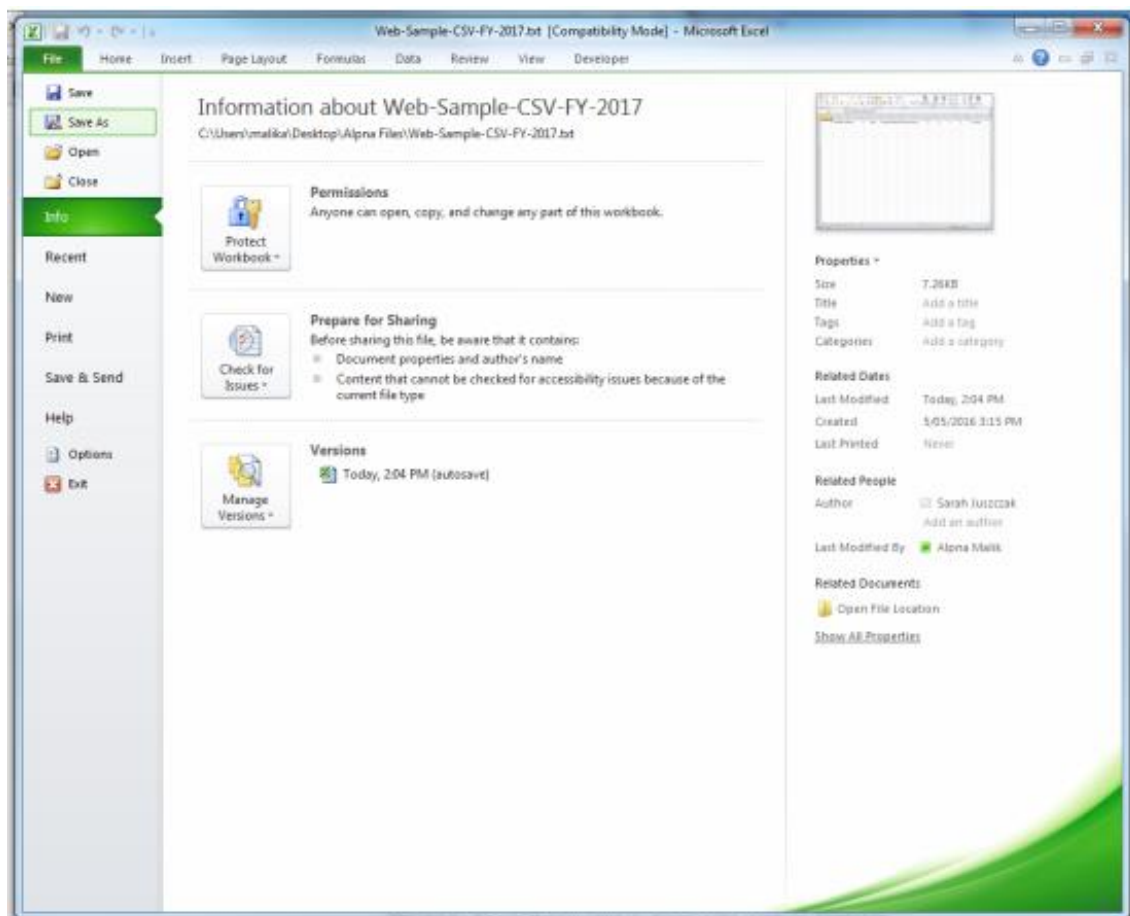 Web-Sample-CSV-FY-2017.txt [Compatibility Mode] - Microsoft Excel
File Home Insert Page Layout Formulas Data Review View Developer
Save
Save As
Open
Close
Info
Recent
New
Print
Save & Send
Help
Options
Exit
Information about Web-Sample-CSV-FY-2017
C:\Users\malika\Desktop\Alpna Files\Web-Sample-CSV-FY-2017.txt
Protect
Workbook
Permissions
Anyone can open, copy, and change any part of this workbook.
Check for
Issues
Prepare for Sharing
Before sharing this file, be aware that it contains:
Document properties and author's name
Content that cannot be checked for accessibility issues because of the
current file type
Manage
Versions
Versions
Today, 2:04 PM (autosave)
Properties
Size 7.26KB
Title Add a title
Tags Add a tag
Categories Add a category
Related Dates
Last Modified Today, 2:04 PM
Created 5/05/2016 3:15 PM
Last Printed Never
Related People
Author Sarah Juszczak
Add an author
Last Modified By Alpna Malik
Related Documents
Open File Location
Show All Properties